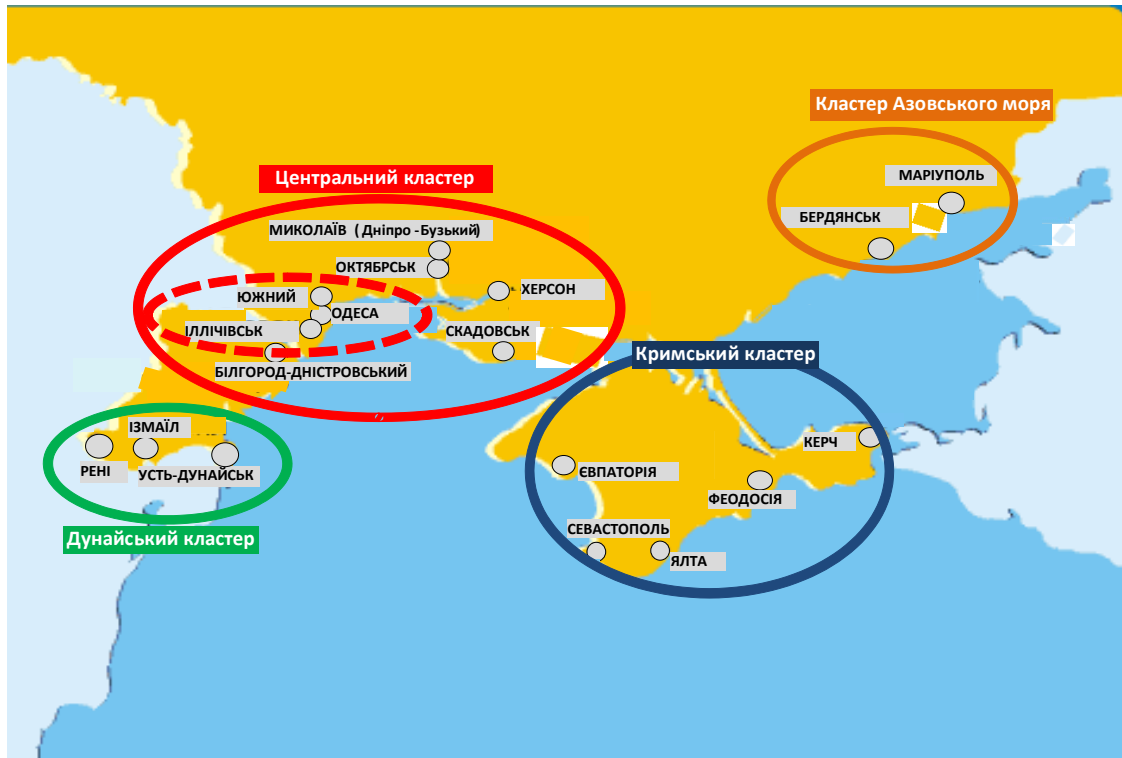 Кластер Азовського моря
МАРІУПОЛЬ
БЕРДЯНСЬК
Центральний кластер
МИКОЛАЇВ ( Дніпро -Бузький)
ОКТЯБРСЬК
ЮЖНИЙ
ХЕРСОН
ОДЕСА
ІЛЛІЧІВСЬК
СКАДОВСЬК
БІЛГОРОД-ДНІСТРОВСЬКИЙ
Кримський кластер
КЕРЧ
ЄВПАТОРІЯ
ФЕОДОСІЯ
СЕВАСТОПОЛЬ
ЯЛТА
ІЗМАЇЛ
РЕНІ
УСТЬ-ДУНАЙСЬК
Дунайський кластер